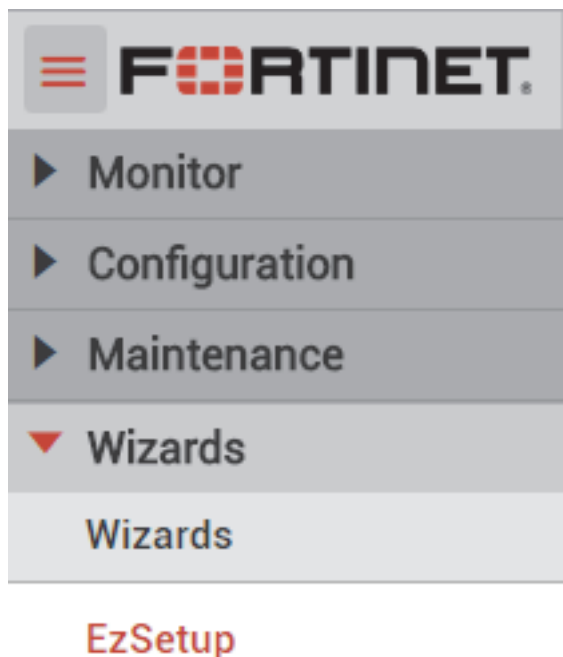 FORTINET®
Monitor
Configuration
Maintenance
Wizards
Wizards
EzSetup